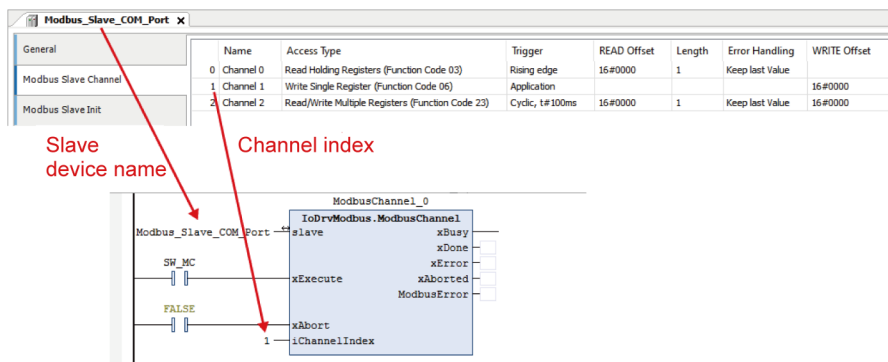 Modbus_Slave_COM_Port ×
General
Modbus Slave Channel
Modbus Slave Init
Name Access Type Trigger READ Offset Length Error Handling WRITE Offset
0 Channel 0 Read Holding Registers (Function Code 03) Rising edge 16#0000 1 Keep last Value
1 Channel 1 Write Single Register (Function Code 06) Application 16#0000
2 Channel 2 Read/Write Multiple Registers (Function Code 23) Cyclic, t#100ms 16#0000 1 Keep last Value 16#0000
Slave
device name
Channel index
ModbusChannel_0
IoDrvModbus.ModbusChannel
Modbus_Slave_COM_Port slave xBusy
xDone
SW_MC xError
xExecute xAborted
ModbusError
FALSE
xAbort
1 iChannelIndex